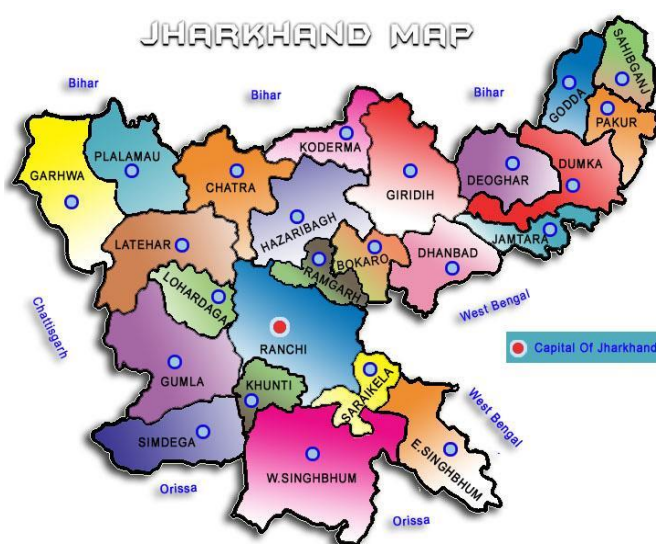 JHARKHAND MAP
Bihar
Bihar
Bihar
SAHIBGANJ
GODDA
PAKUR
KODERMA
PLALAMAU
GARHWA
CHATRA
GIRIDIH
DEOGHAR
DUMKA
HAZARIBAGH
LATEHAR
JAMTARA
DHANBAD
BOKARO
RAMGARH
LOHARDAGA
Chattisgarh
West Bengal
RANCHI
Capital Of Jharkhand
GUMLA
KHUNTI
SARAIKELA
West Bengal
SIMDEGA
E.SINGHBHUM
W.SINGHBHUM
Orissa
Orissa